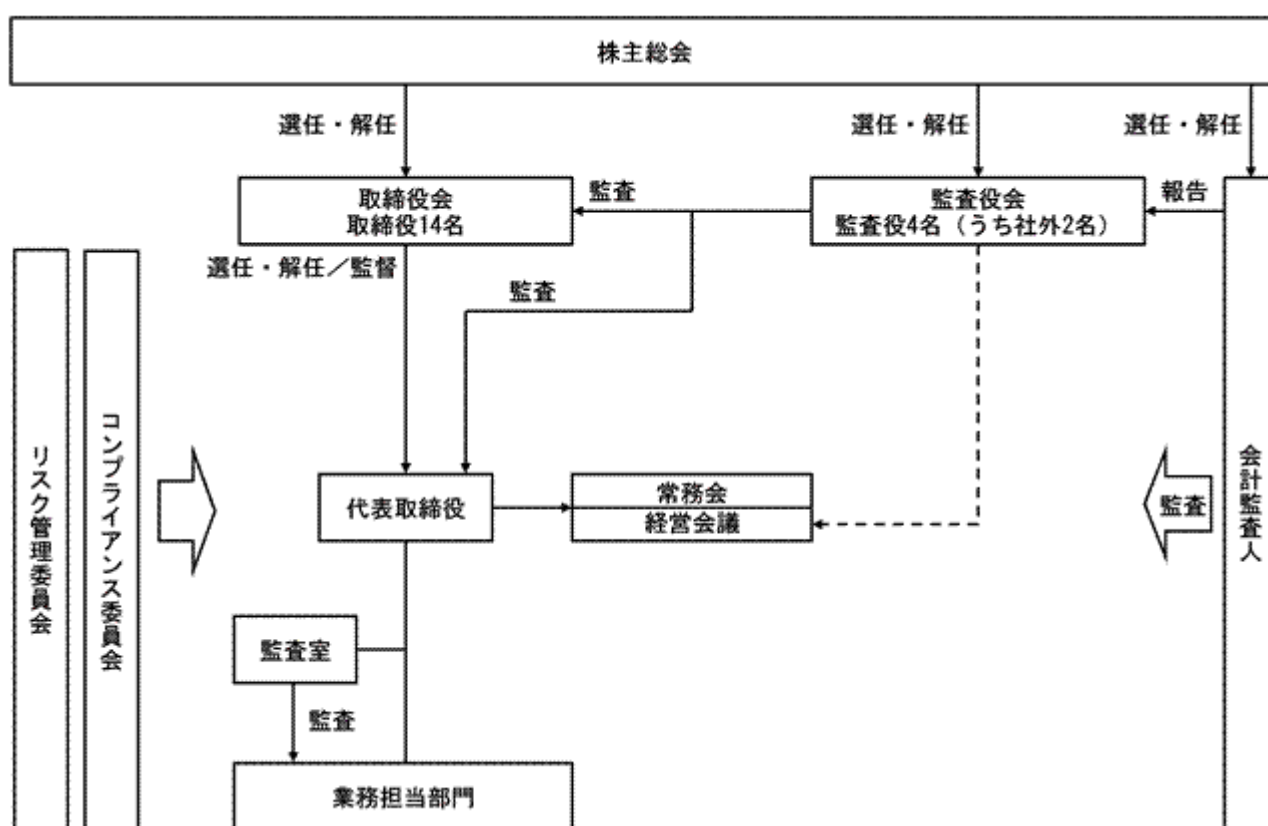 株主総会
選任・解任
選任・解任
選任・解任
取締役会
取締役14名
監査
監査役会
監査役4名(うち社外2名)
報告
選任・解任/監督
監査
リスク管理委員会
コンプライアンス委員会
代表取締役
常務会
経営会議
監査
会計監査人
監査室
監査
業務担当部門